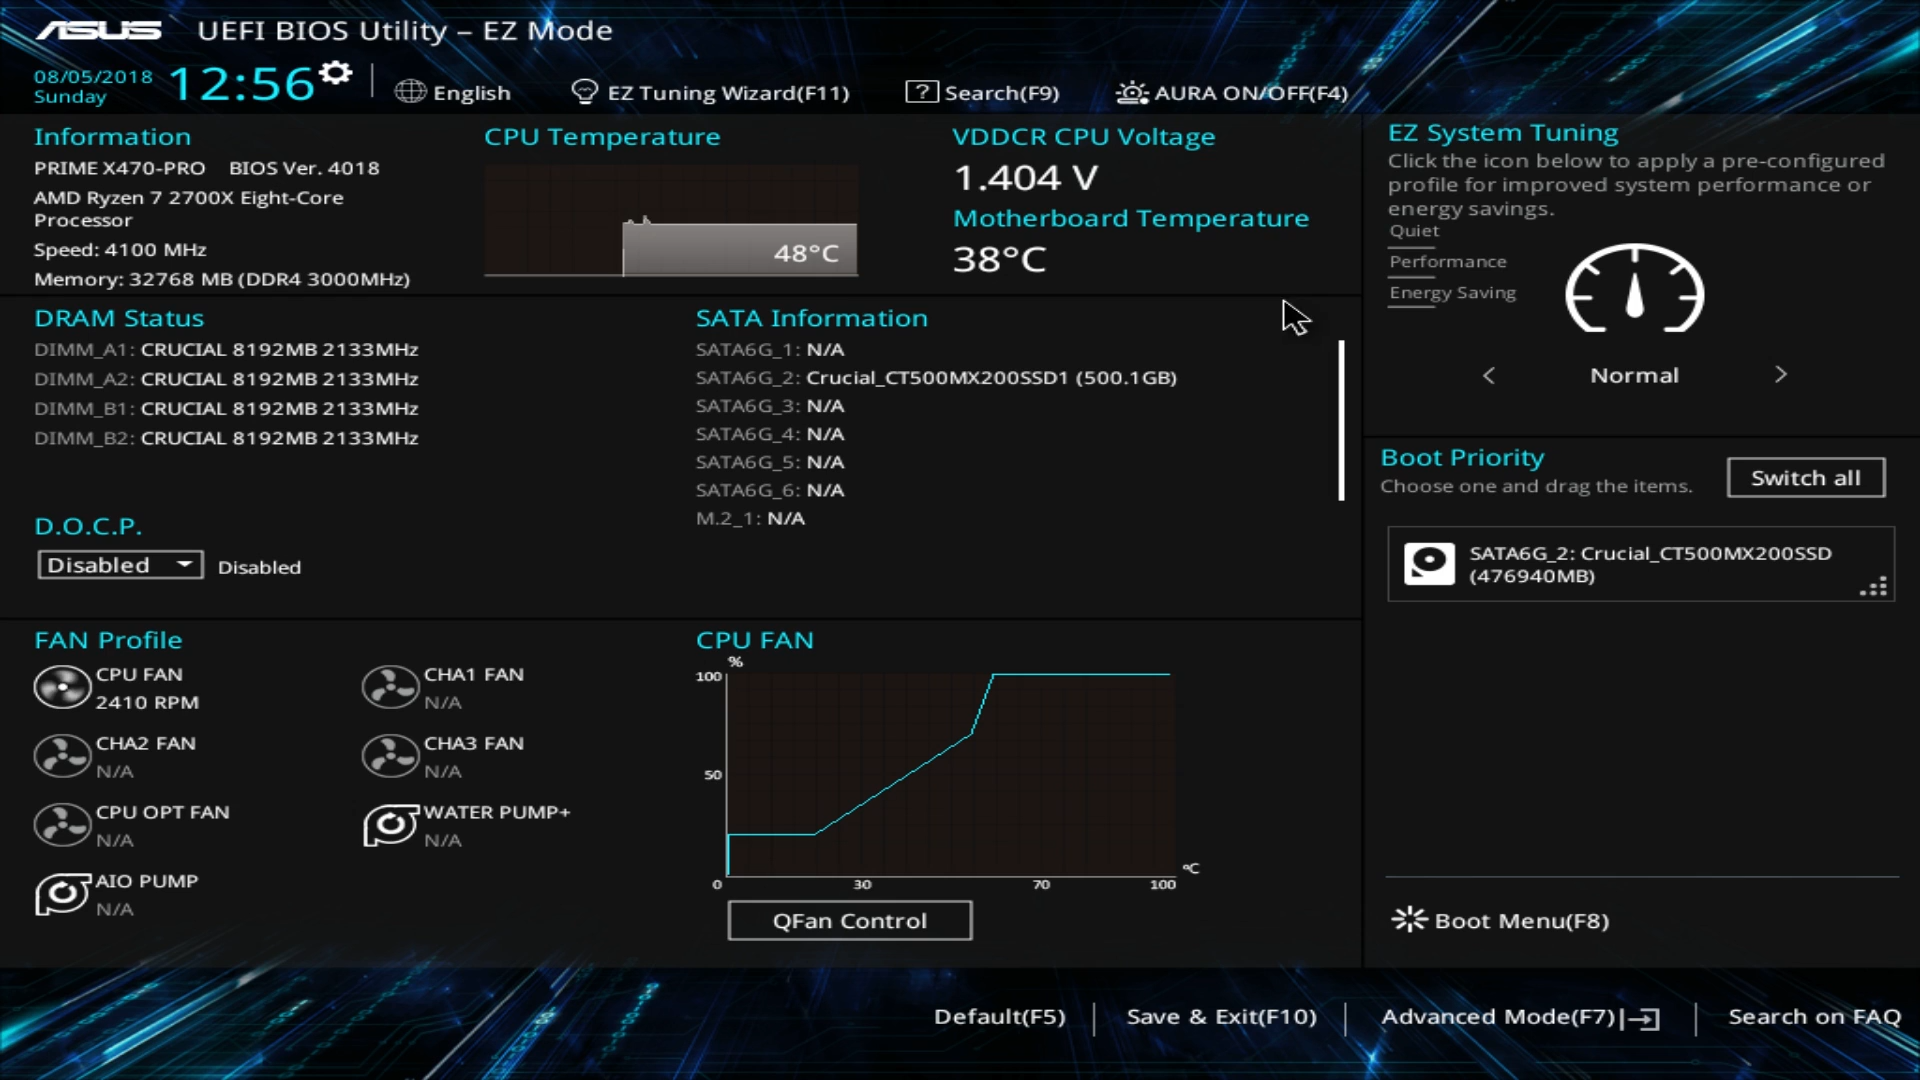 ASUS UEFI BIOS Utility – EZ Mode
08/05/2018
Sunday
12:56
English
EZ Tuning Wizard(F11)
? Search(F9)
AURA ON/OFF(F4)
Information
PRIME X470-PRO BIOS Ver. 4018
AMD Ryzen 7 2700X Eight-Core
Processor
Speed: 4100 MHz
Memory: 32768 MB (DDR4 3000MHz)
CPU Temperature
48°C
VDDCR CPU Voltage
1.404 V
Motherboard Temperature
38°C
EZ System Tuning
Click the icon below to apply a pre-configured
profile for improved system performance or
energy savings.
Quiet
Performance
Energy Saving
< Normal >
DRAM Status
DIMM_A1: CRUCIAL 8192MB 2133MHz
DIMM_A2: CRUCIAL 8192MB 2133MHz
DIMM_B1: CRUCIAL 8192MB 2133MHz
DIMM_B2: CRUCIAL 8192MB 2133MHz
SATA Information
SATA6G_1: N/A
SATA6G_2: Crucial_CT500MX200SSD1 (500.1GB)
SATA6G_3: N/A
SATA6G_4: N/A
SATA6G_5: N/A
SATA6G_6: N/A
M.2_1: N/A
D.O.C.P.
Disabled Disabled
Boot Priority
Choose one and drag the items.
Switch all
SATA6G_2: Crucial_CT500MX200SSD
(476940MB)
FAN Profile
CPU FAN
2410 RPM
CHA1 FAN
N/A
CHA2 FAN
N/A
CHA3 FAN
N/A
CPU OPT FAN
N/A
WATER PUMP+
N/A
AIO PUMP
N/A
CPU FAN
%
100
50
0 30 70 100
°C
QFan Control
Boot Menu(F8)
Default(F5)
Save & Exit(F10)
Advanced Mode(F7)
Search on FAQ